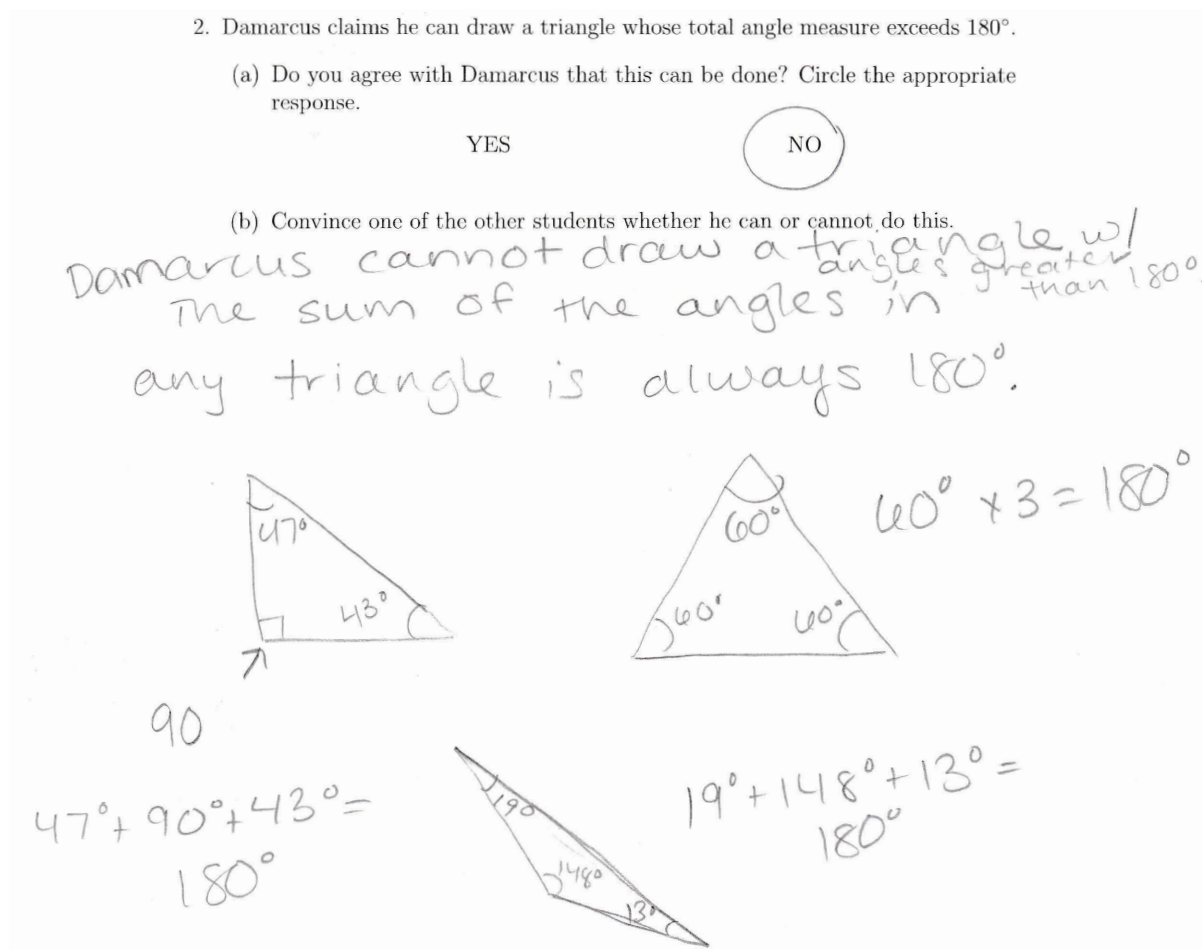 2. Damarcus claims he can draw a triangle whose total angle measure exceeds 180°.
(a) Do you agree with Damarcus that this can be done? Circle the appropriate
response.
YES NO
(b) Convince one of the other students whether he can or cannot do this.
Damarcus cannot draw a triangle w/
angles greater
than 180°.
The sum of the angles in
any triangle is always 180°.
47°
43°
60°
60°
60°
60° x 3 = 180°
90
47° + 90° + 43° =
180°
19°
148°
13°
19° + 148° + 13° =
180°